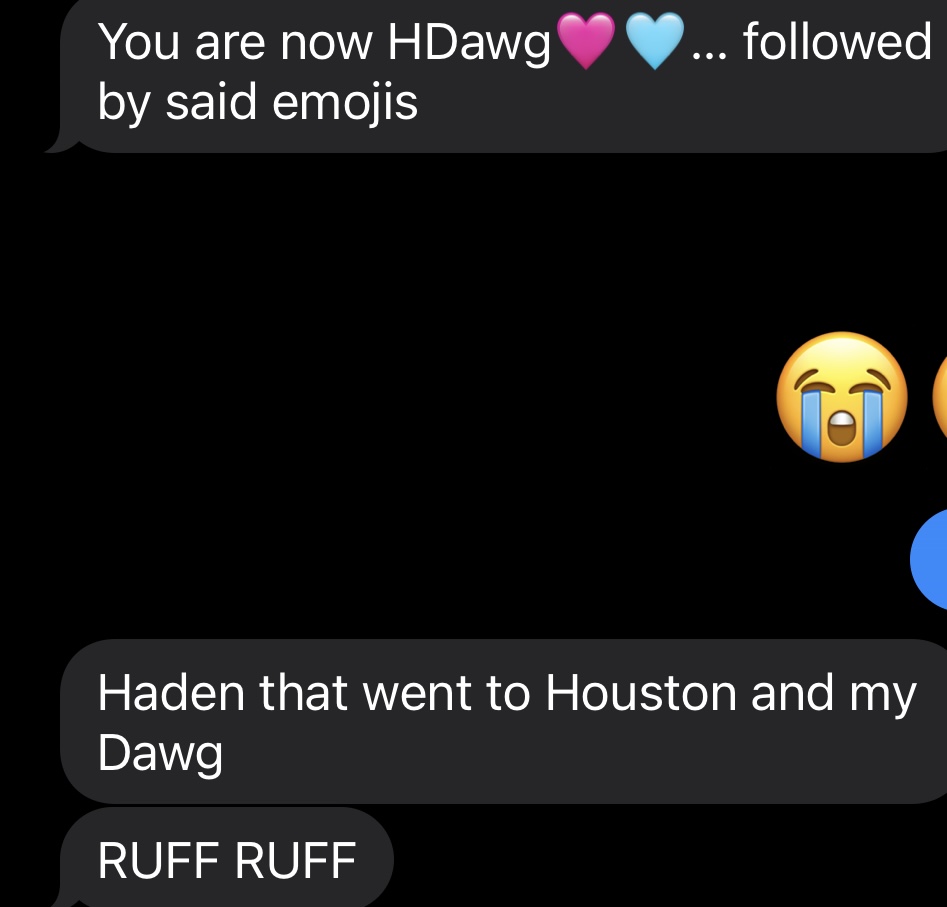 You are now HDawg🩷🩵... followed
by said emojis
😭
Haden that went to Houston and my
Dawg
RUFF RUFF